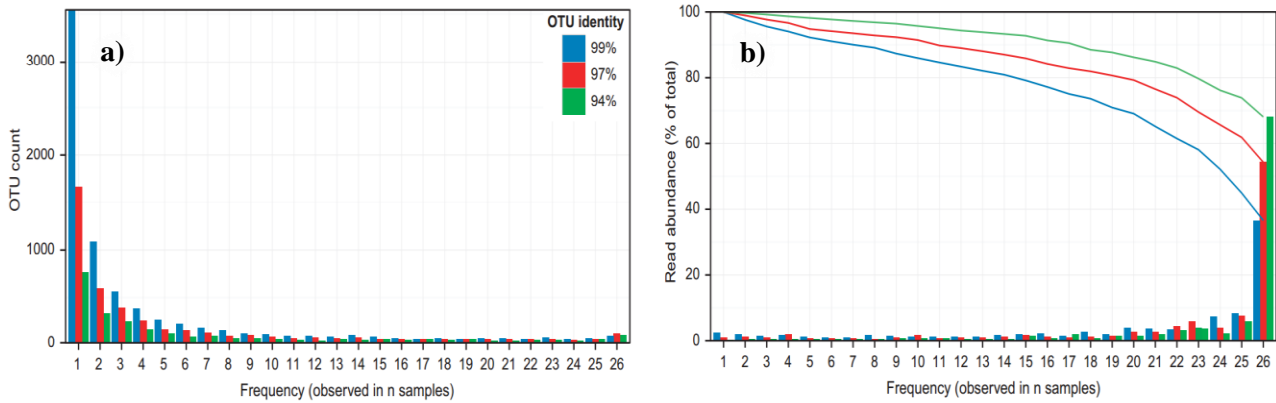 a)
OTU identity
99%
97%
94%
3000
2000
1000
0
OTU count
1 2 3 4 5 6 7 8 9 10 11 12 13 14 15 16 17 18 19 20 21 22 23 24 25 26
Frequency (observed in n samples)
b)
100
80
60
40
20
0
Read abundance (% of total)
1 2 3 4 5 6 7 8 9 10 11 12 13 14 15 16 17 18 19 20 21 22 23 24 25 26
Frequency (observed in n samples)